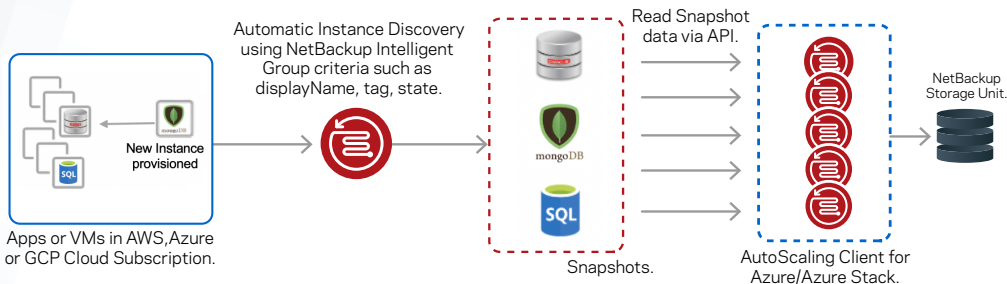 Automatic Instance Discovery
using NetBackup Intelligent
Group criteria such as
displayName, tag, state.
Read Snapshot
data via API.
NetBackup
Storage Unit.
mongoDB
New Instance
provisioned
SQL
mongoDB
SQL
Apps or VMs in AWS,Azure
or GCP Cloud Subscription.
Snapshots.
AutoScaling Client for
Azure/Azure Stack.